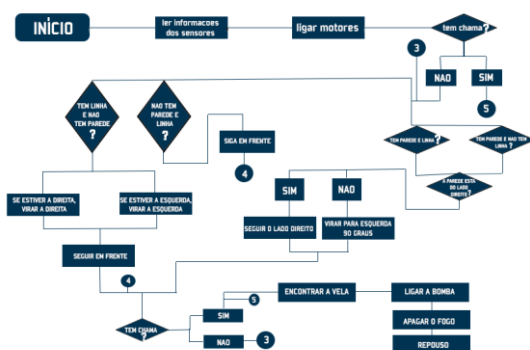 INÍCIO
ler informacoes
dos sensores
ligar motores
tem chama?
3
NAO
SIM
5
TEM LINHA
E NAO
TEM PAREDE
?
NAO TEM
PAREDE E
LINHA
?
SIGA EM FRENTE
4
TEM PAREDE E LINHA?
TEM PAREDE E NAO TEM
LINHA?
A PAREDE ESTA
DO LADO
DIREITO?
SE ESTIVER A DIREITA,
VIRAR A DIREITA
SE ESTIVER A ESQUERDA,
VIRAR A ESQUERDA
SIM
NAO
SEGUIR O LADO DIREITO
VIRAR PARA ESQUERDA
90 GRAUS
SEGUIR EM FRENTE
4
TEM CHAMA
?
SIM
5
NAO
3
ENCONTRAR A VELA
LIGAR A BOMBA
APAGAR O FOGO
REPOUSO